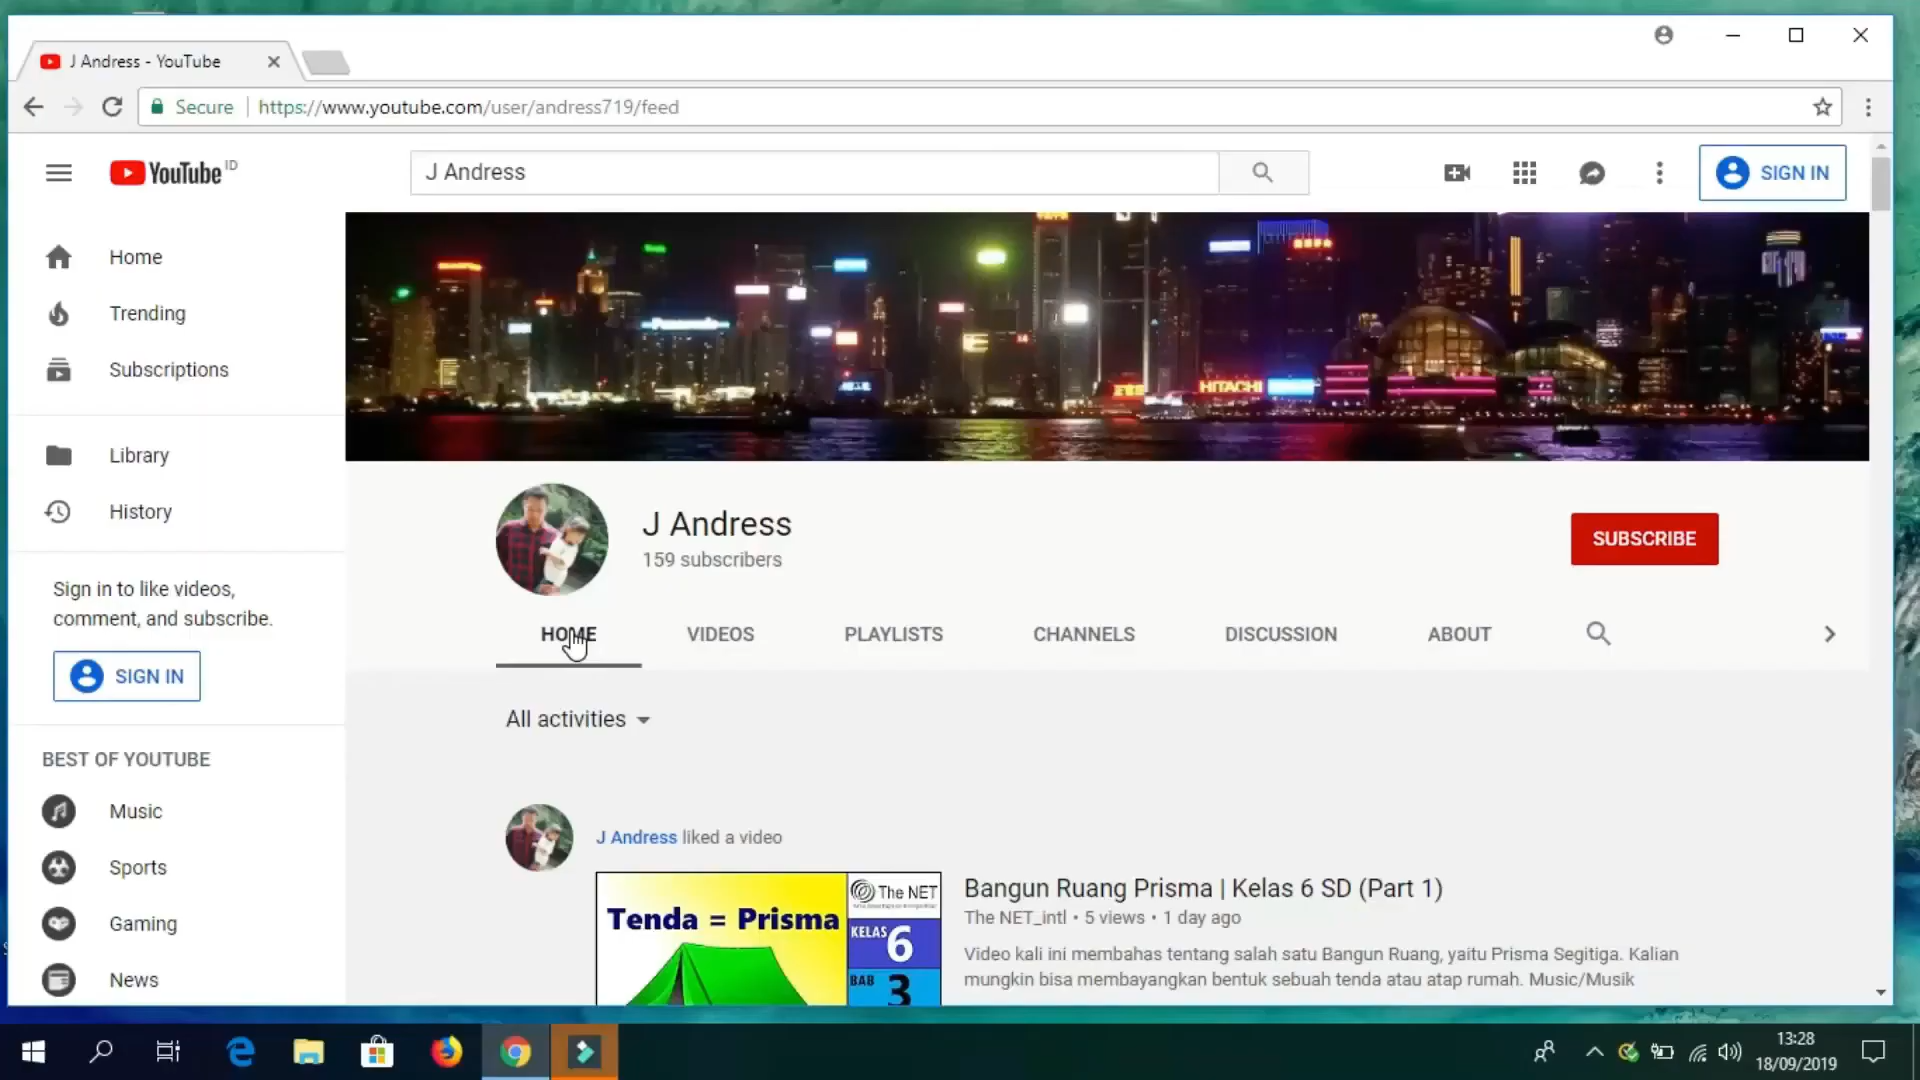 J Andress - YouTube
Secure
https://www.youtube.com/user/andress719/feed
YouTube ID
J Andress
SIGN IN
Home
Trending
Subscriptions
Library
History
Sign in to like videos,
comment, and subscribe.
SIGN IN
BEST OF YOUTUBE
Music
Sports
Gaming
News
HITACHI
J Andress
159 subscribers
SUBSCRIBE
HOME
VIDEOS
PLAYLISTS
CHANNELS
DISCUSSION
ABOUT
All activities
J Andress liked a video
Tenda = Prisma
The NET
KELAS 6
BAB 3
Bangun Ruang Prisma | Kelas 6 SD (Part 1)
The NET_intl • 5 views • 1 day ago
Video kali ini membahas tentang salah satu Bangun Ruang, yaitu Prisma Segitiga. Kalian
mungkin bisa membayangkan bentuk sebuah tenda atau atap rumah. Music/Musik
13:28
18/09/2019